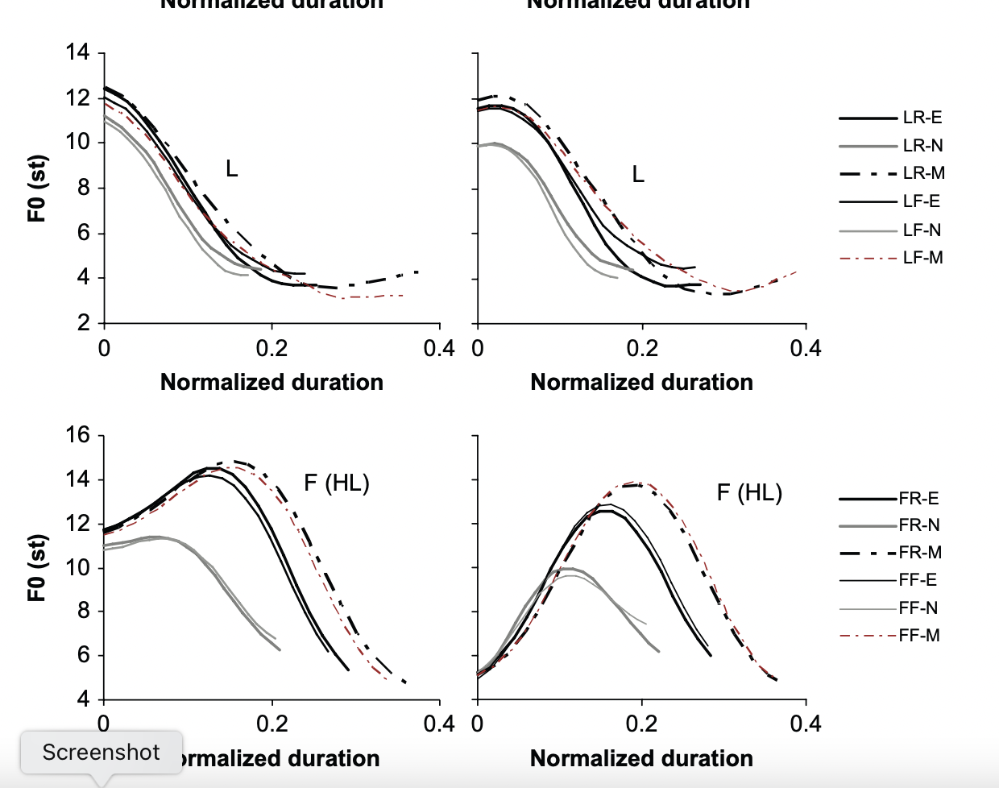 Normalized duration
Normalized duration
14
12
10
8
6
4
2
F0 (st)
L
0
0.2
0.4
Normalized duration
L
0
0.2
0.4
Normalized duration
LR-E
LR-N
LR-M
LF-E
LF-N
LF-M
16
14
12
10
8
6
4
F0 (st)
F (HL)
0
0.2
0.4
ormalized duration
F (HL)
0
0.2
0.4
Normalized duration
FR-E
FR-N
FR-M
FF-E
FF-N
FF-M
Screenshot